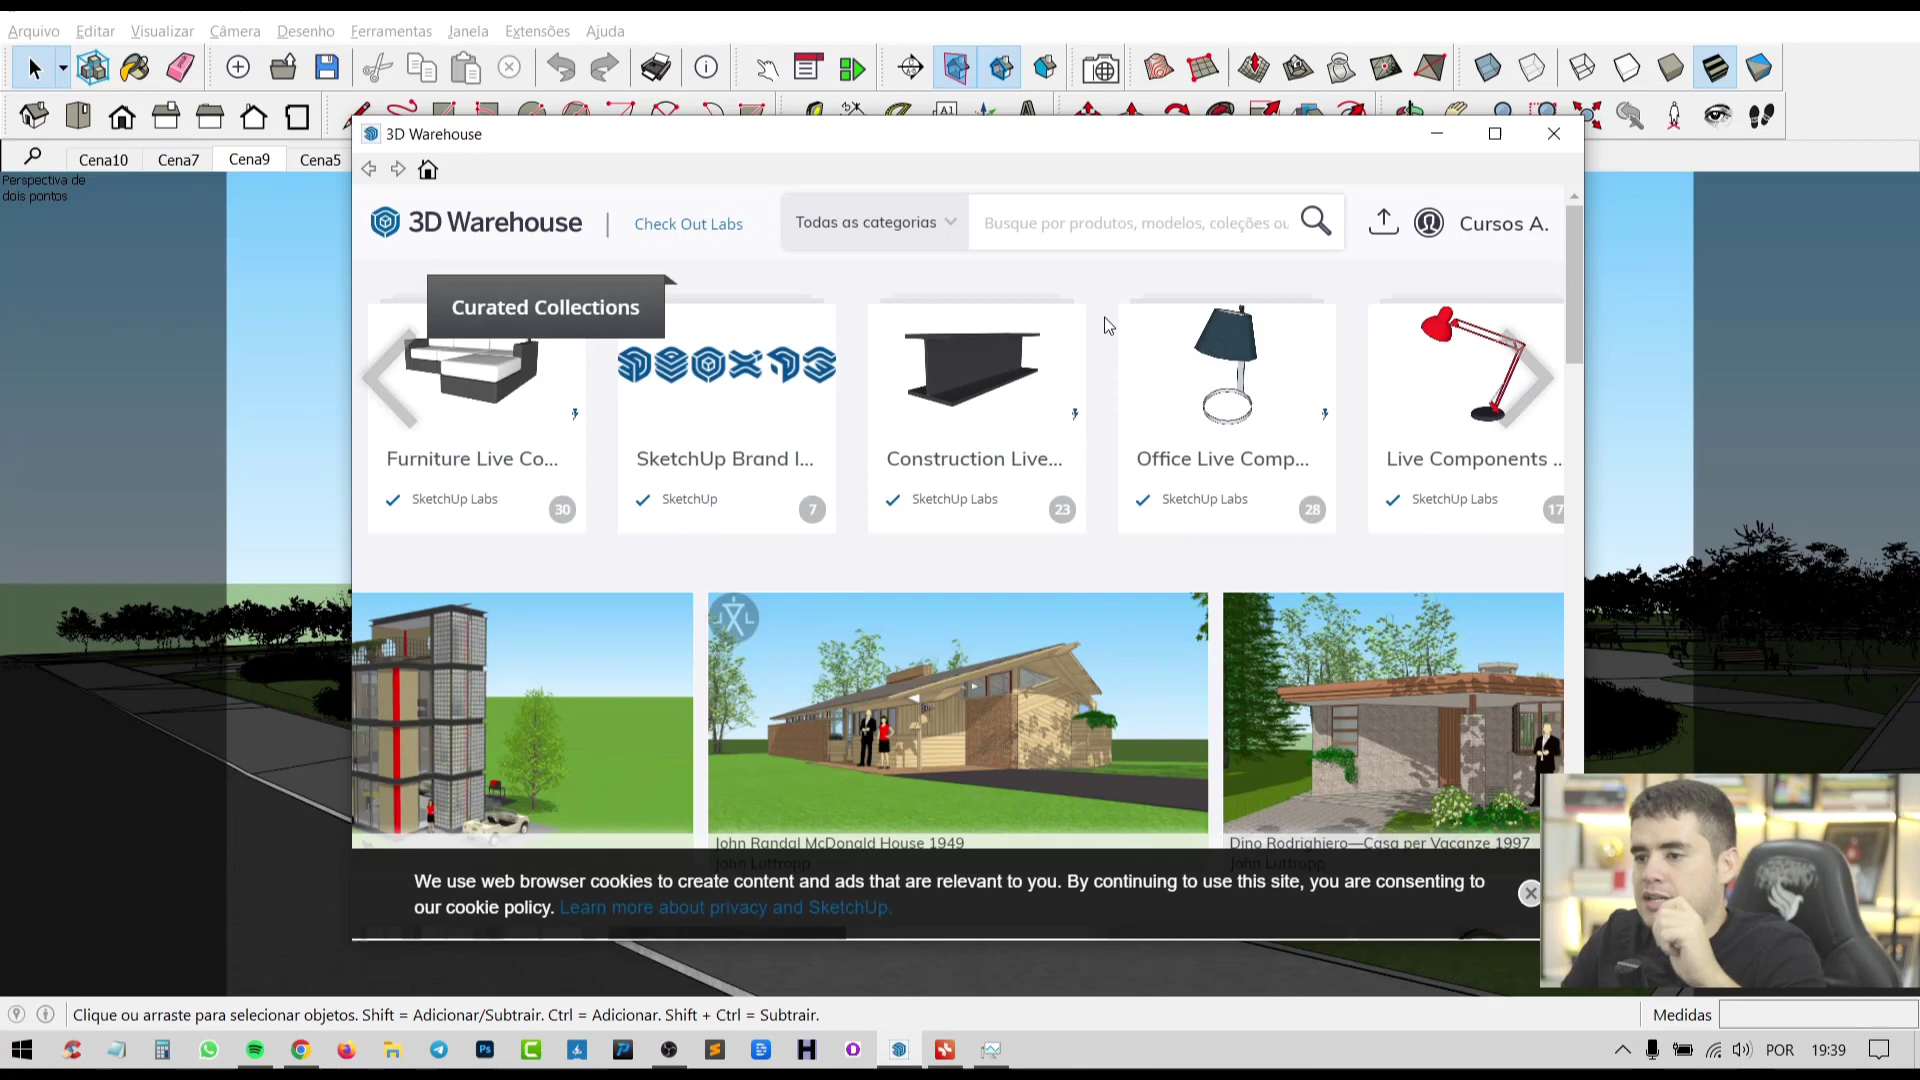 Arquivo Editar Visualizar Câmera Desenho Ferramentas Janela Extensões Ajuda
3D Warehouse
Cena10 Cena7 Cena9 Cena5
Perspectiva de
dois pontos
3D Warehouse | Check Out Labs Todas as categorias Busque por produtos, modelos, coleções ou Cursos A.
Curated Collections
Furniture Live Co... SketchUp Brand I... Construction Live... Office Live Comp... Live Components ...
SketchUp Labs 30 SketchUp 7 SketchUp Labs 23 SketchUp Labs 28 SketchUp Labs 17
John Randal McDonald House 1949 Dino Rodrighiero—Casa per Vacanze 1997
John Luttropp John Luttropp
We use web browser cookies to create content and ads that are relevant to you. By continuing to use this site, you are consenting to
our cookie policy. Learn more about privacy and SketchUp.
Clique ou arraste para selecionar objetos. Shift = Adicionar/Subtrair. Ctrl = Adicionar. Shift + Ctrl = Subtrair. Medidas
POR 19:39